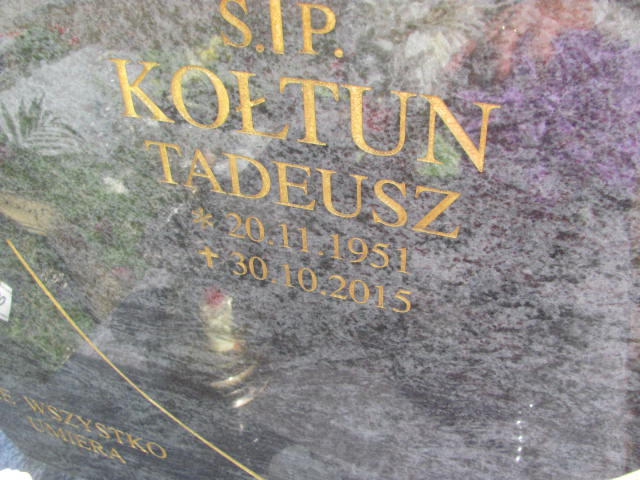 Ś.†P.
KOŁTUN
TADEUSZ
* 20.11.1951
† 30.10.2015
E WSZYSTKO
UMIERA